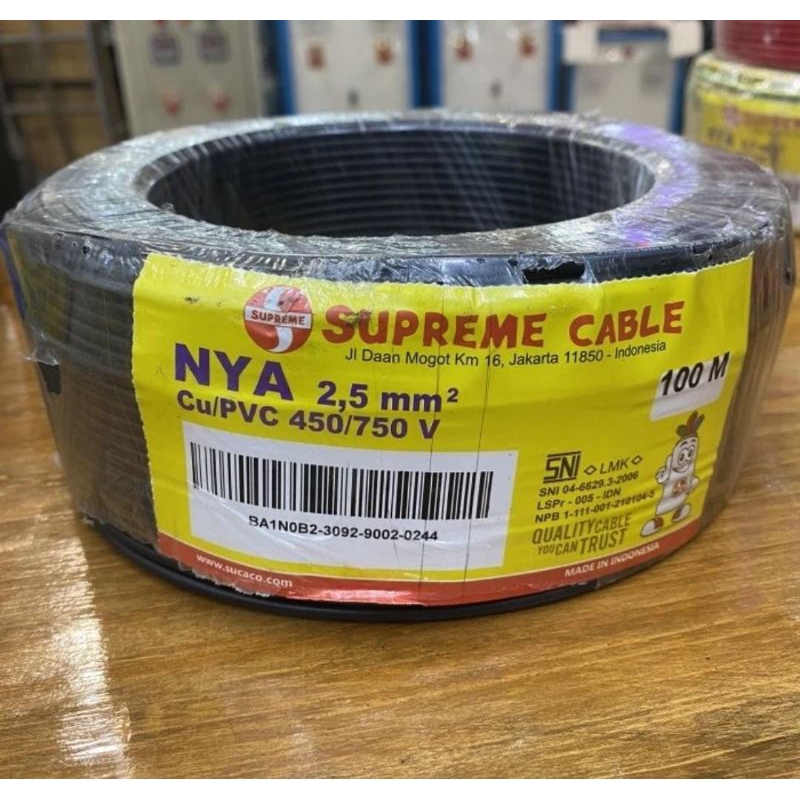 SUPREME
SUPREME CABLE
Jl Daan Mogot Km 16, Jakarta 11850 - Indonesia
NYA 2,5 mm²
Cu/PVC 450/750 V
100 M
BA1N0B2-3092-9002-0244
SNI LMK
SNI 04-6629.3-2006
LSPr - 005 - IDN
NPB 1-111-001-210104-5
QUALITY CABLE
YOU CAN TRUST
www.sucaco.com
MADE IN INDONESIA
NYA